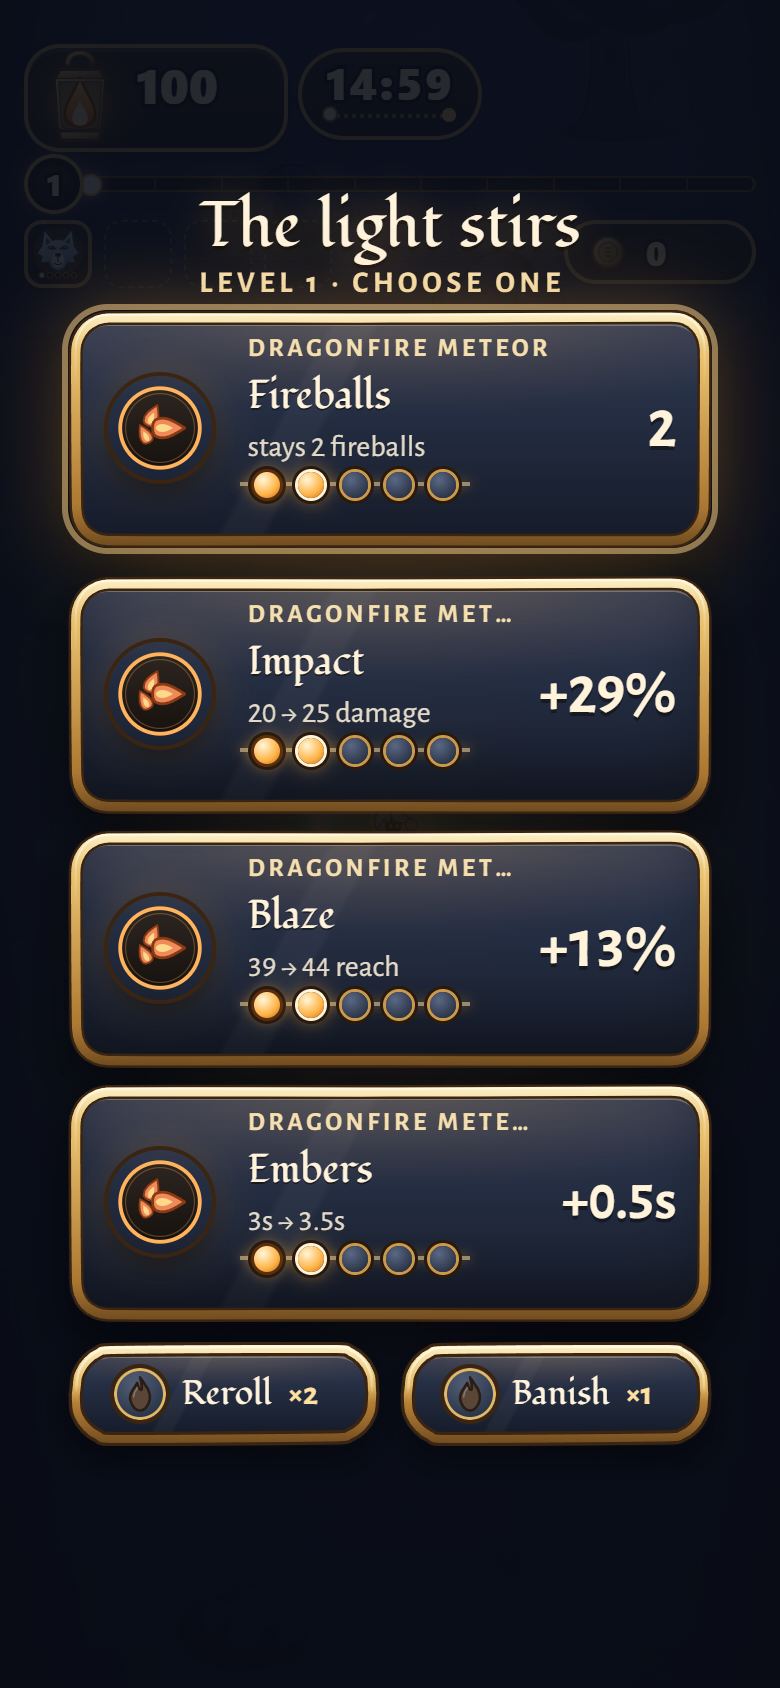 100
14:59
1
The light stirs
0
LEVEL 1 · CHOOSE ONE
DRAGONFIRE METEOR
Fireballs
stays 2 fireballs
2
DRAGONFIRE MET…
Impact
20 → 25 damage
+29%
DRAGONFIRE MET…
Blaze
39 → 44 reach
+13%
DRAGONFIRE METE…
Embers
3s → 3.5s
+0.5s
Reroll ×2
Banish ×1